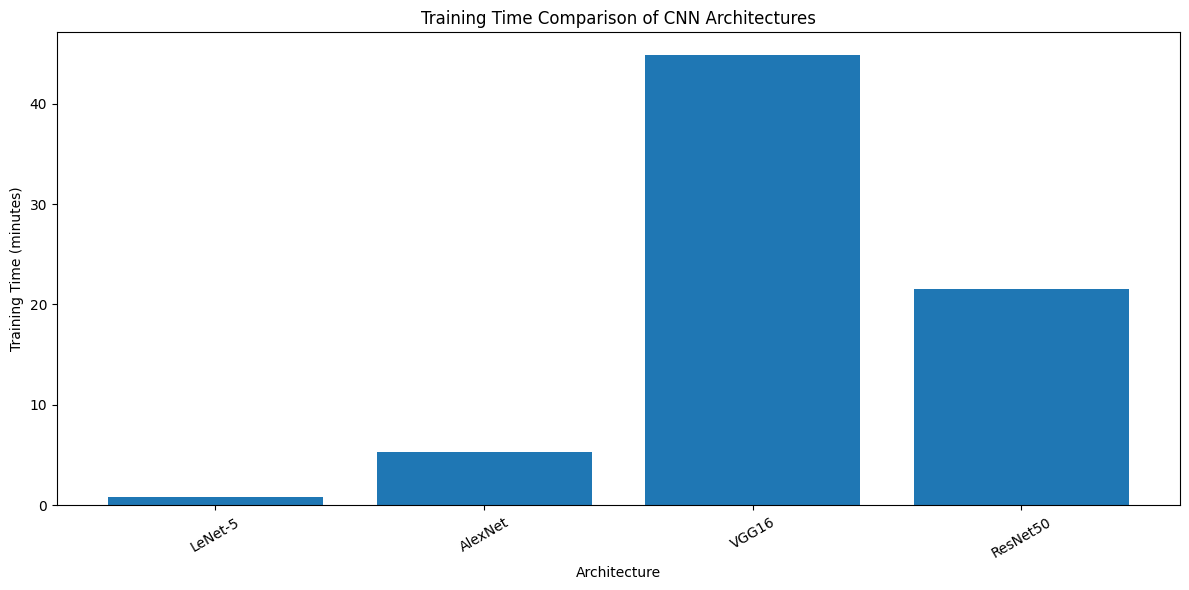 Training Time Comparison of CNN Architectures
Training Time (minutes)
40
30
20
10
0
LeNet-5
AlexNet
VGG16
ResNet50
Architecture